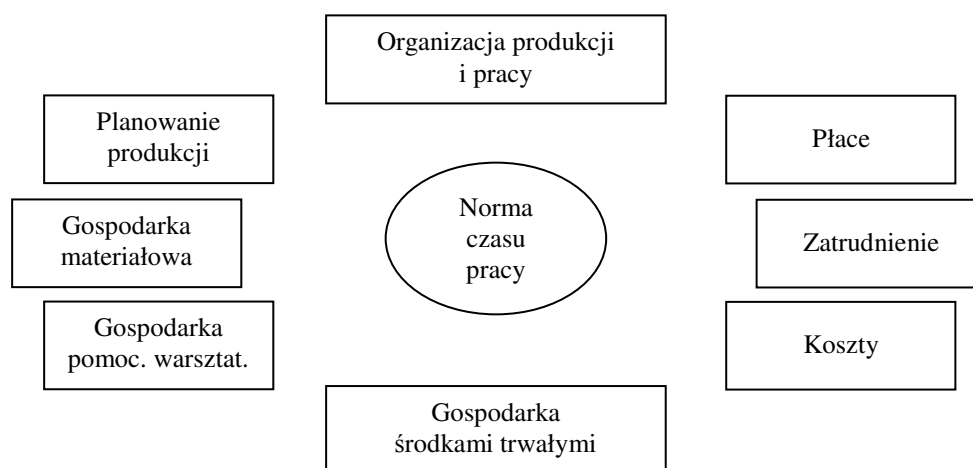 Organizacja produkcji
i pracy
Planowanie
produkcji
Płace
Norma
czasu
pracy
Gospodarka
materiałowa
Zatrudnienie
Gospodarka
pomoc. warsztat.
Koszty
Gospodarka
środkami trwałymi